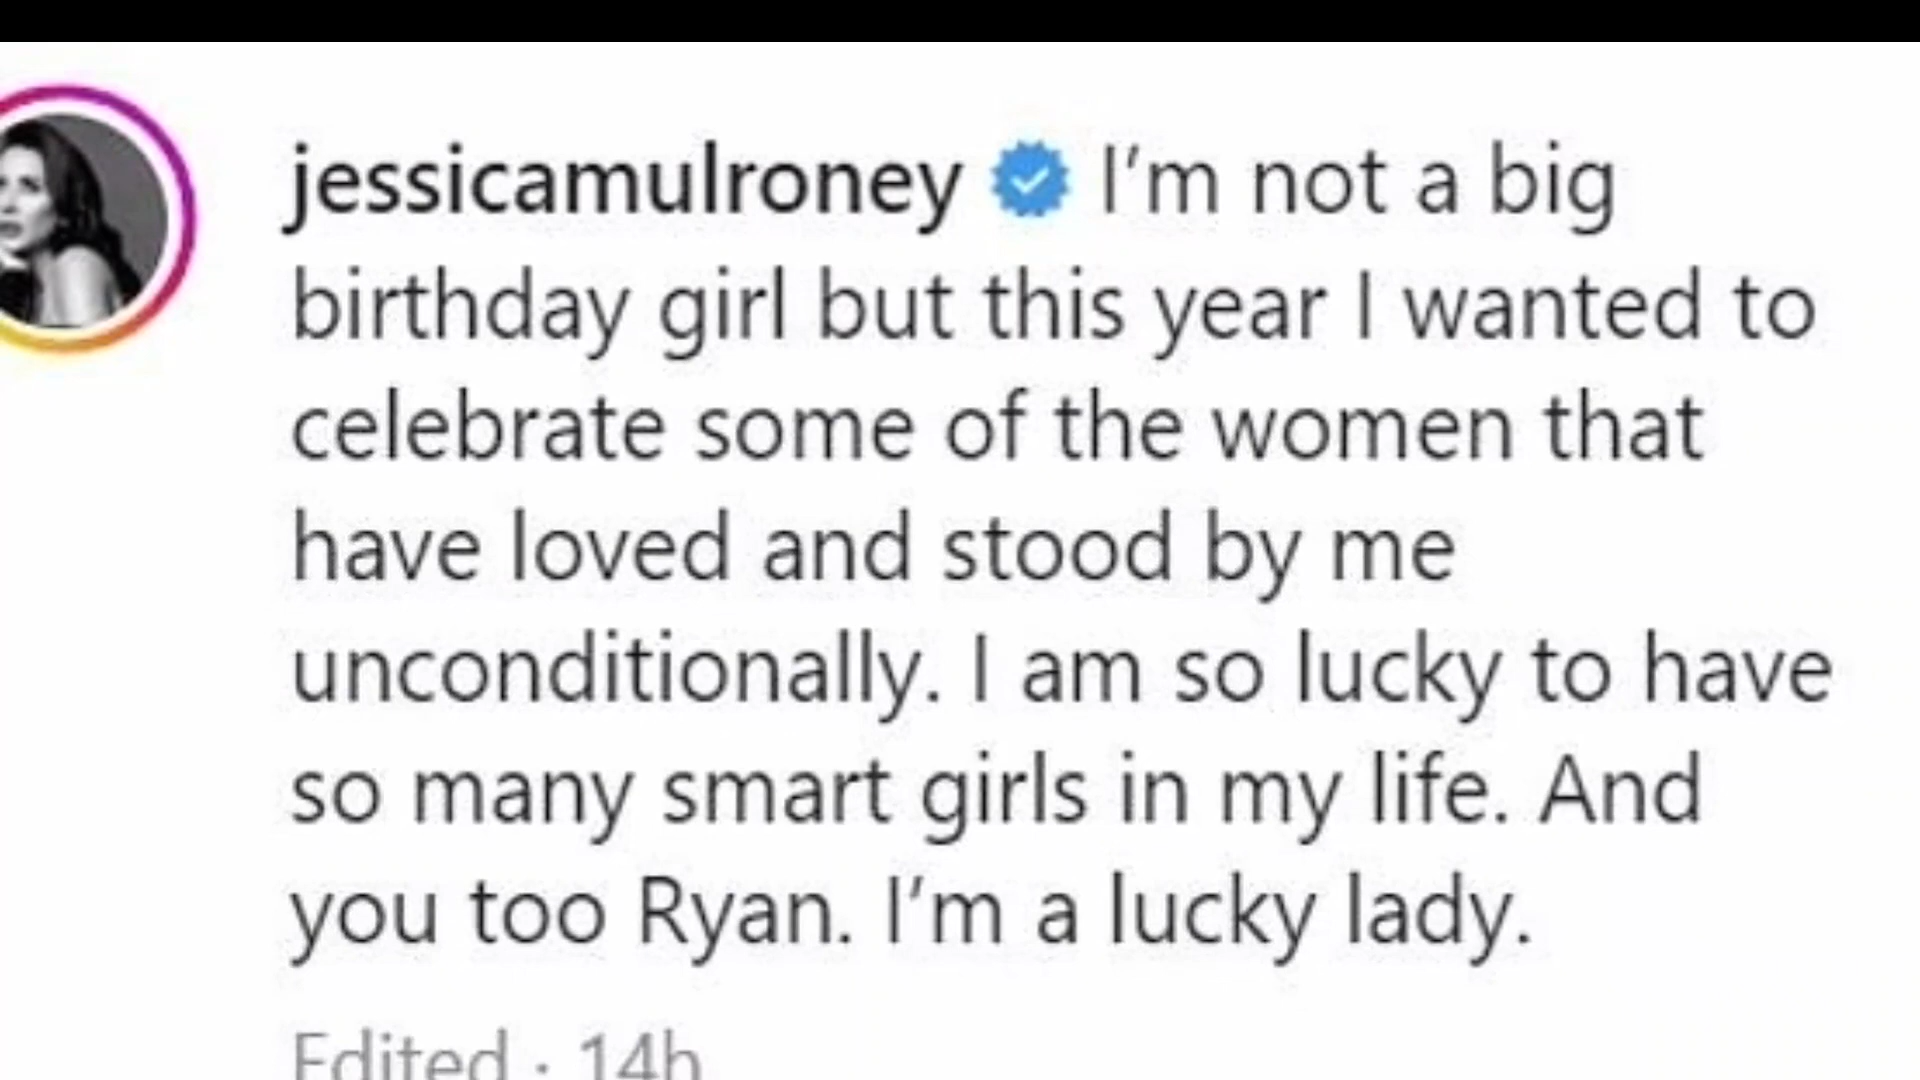 jessicamulroney I’m not a big
birthday girl but this year I wanted to
celebrate some of the women that
have loved and stood by me
unconditionally. I am so lucky to have
so many smart girls in my life. And
you too Ryan. I’m a lucky lady.
Edited · 14h